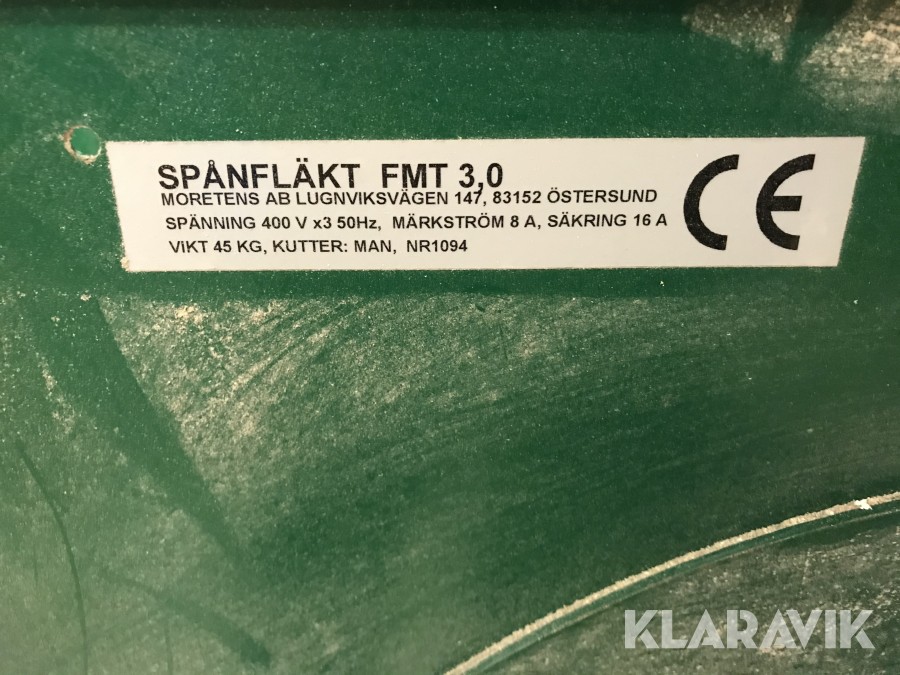 SPÅNFLÄKT FMT 3,0
MORETENS AB LUGNVIKSVÄGEN 147, 83152 ÖSTERSUND
SPÄNNING 400 V x3 50Hz, MÄRKSTRÖM 8 A, SÄKRING 16 A
VIKT 45 KG, KUTTER: MAN, NR1094
CE
KLARAVIK